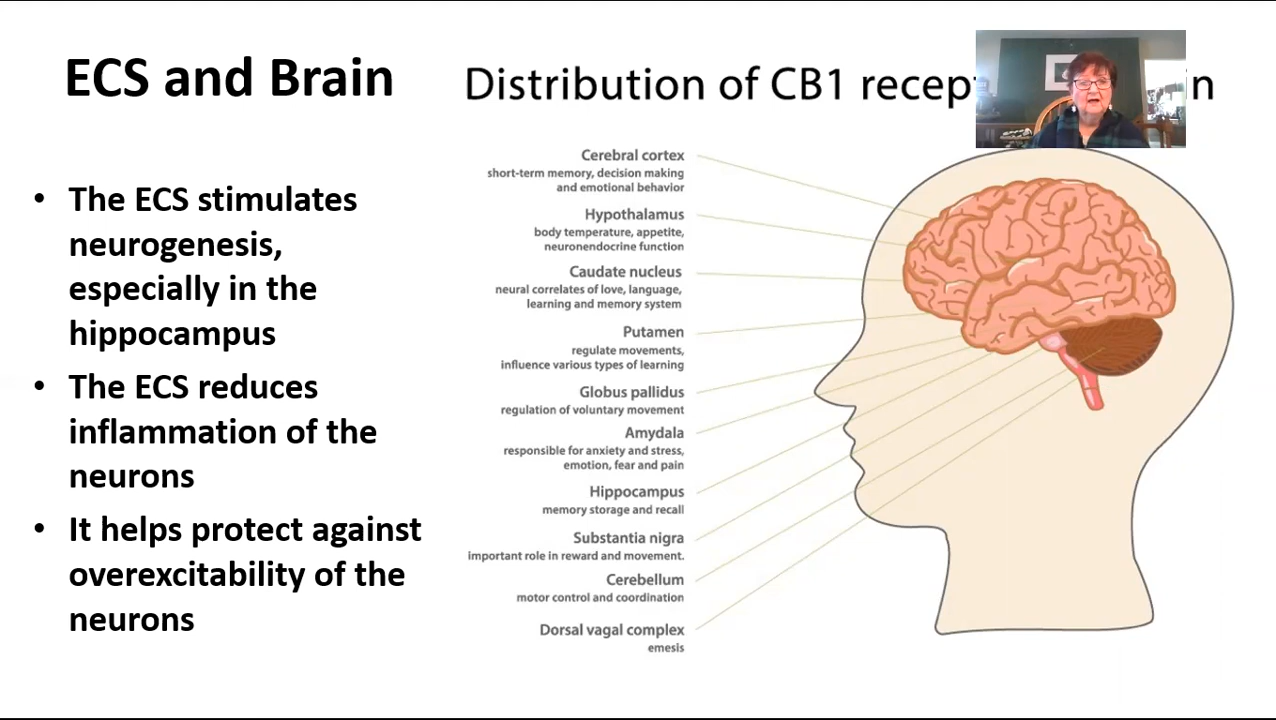 ECS and Brain
• The ECS stimulates
neurogenesis,
especially in the
hippocampus
• The ECS reduces
inflammation of the
neurons
• It helps protect against
overexcitability of the
neurons
Distribution of CB1 recep in
Cerebral cortex
short-term memory, decision making
and emotional behavior
Hypothalamus
body temperature, appetite,
neuronendocrine function
Caudate nucleus
neural correlates of love, language,
learning and memory system
Putamen
regulate movements,
influence various types of learning
Globus pallidus
regulation of voluntary movement
Amydala
responsible for anxiety and stress,
emotion, fear and pain
Hippocampus
memory storage and recall
Substantia nigra
important role in reward and movement.
Cerebellum
motor control and coordination
Dorsal vagal complex
emesis